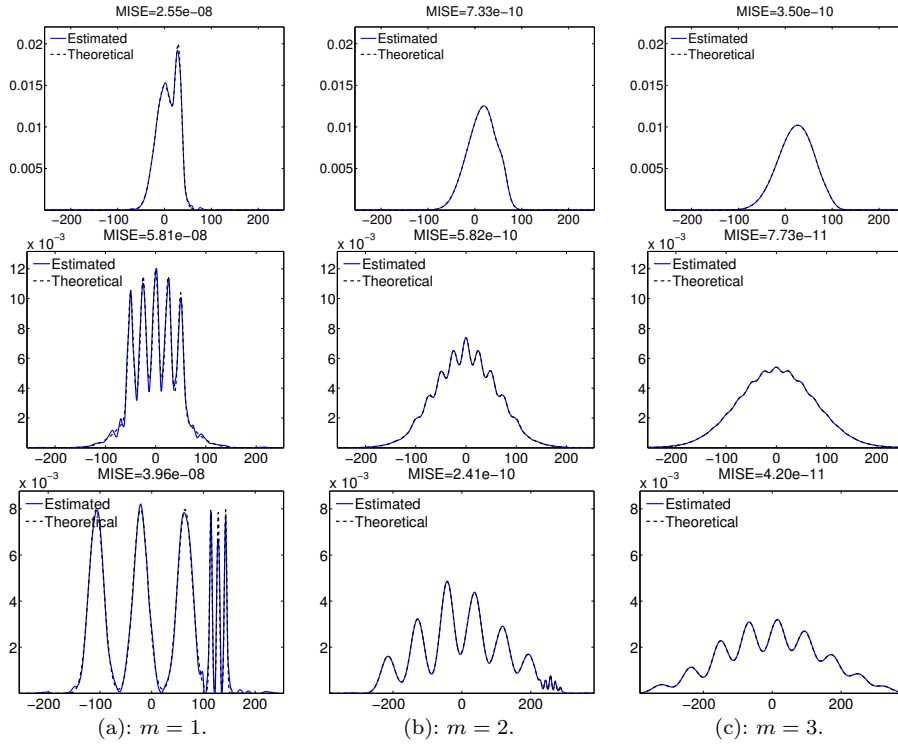 MISE=2.55e-08
Estimated
Theoretical
0.02
0.015
0.01
0.005
−200 −100 0 100 200
MISE=7.33e-10
Estimated
Theoretical
0.02
0.015
0.01
0.005
−200 −100 0 100 200
MISE=3.50e-10
Estimated
Theoretical
0.02
0.015
0.01
0.005
−200 −100 0 100 200
MISE=5.81e-08
x 10⁻³
Estimated
Theoretical
12
10
8
6
4
2
−200 −100 0 100 200
MISE=5.82e-10
x 10⁻³
Estimated
Theoretical
12
10
8
6
4
2
−200 −100 0 100 200
MISE=7.73e-11
x 10⁻³
Estimated
Theoretical
12
10
8
6
4
2
−200 −100 0 100 200
MISE=3.96e-08
x 10⁻³
Estimated
Theoretical
8
6
4
2
−200 −100 0 100 200
(a): m = 1.
MISE=2.41e-10
x 10⁻³
Estimated
Theoretical
8
6
4
2
−200 0 200
(b): m = 2.
MISE=4.20e-11
x 10⁻³
Estimated
Theoretical
8
6
4
2
−200 0 200
(c): m = 3.